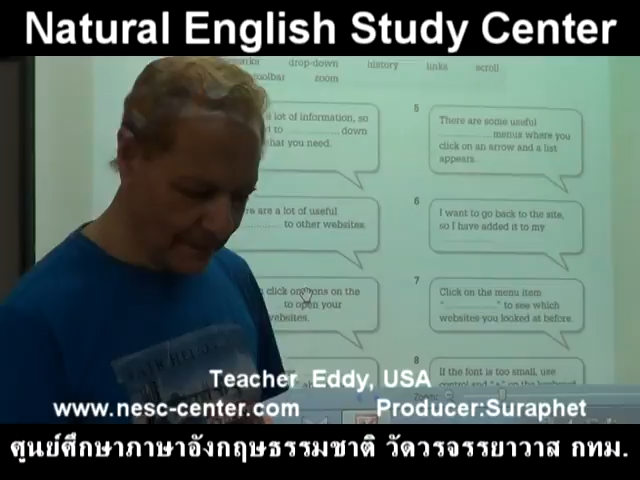 Natural English Study Center
drop-down history links scroll
toolbar zoom
a lot of information, so
to ............ down
what you need.
are a lot of useful
............ to other websites.
click on icons on the
to open your
websites.
5
There are some useful
............ menus where you
click on an arrow and a list
appears.
6
I want to go back to the site,
so I have added it to my
7
Click on the menu item
"............" to see which
websites you looked at before.
8
If the font is too small, use
Teacher Eddy, USA
www.nesc-center.com Producer:Suraphet
ศูนย์ศึกษาภาษาอังกฤษธรรมชาติ วัดวรจรรยาวาส กทม.